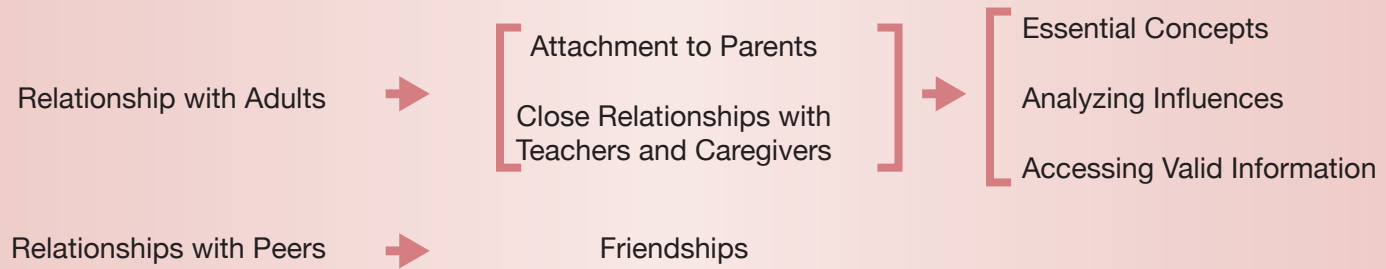 Relationship with Adults
Attachment to Parents
Close Relationships with
Teachers and Caregivers
Essential Concepts
Analyzing Influences
Accessing Valid Information
Relationships with Peers
Friendships